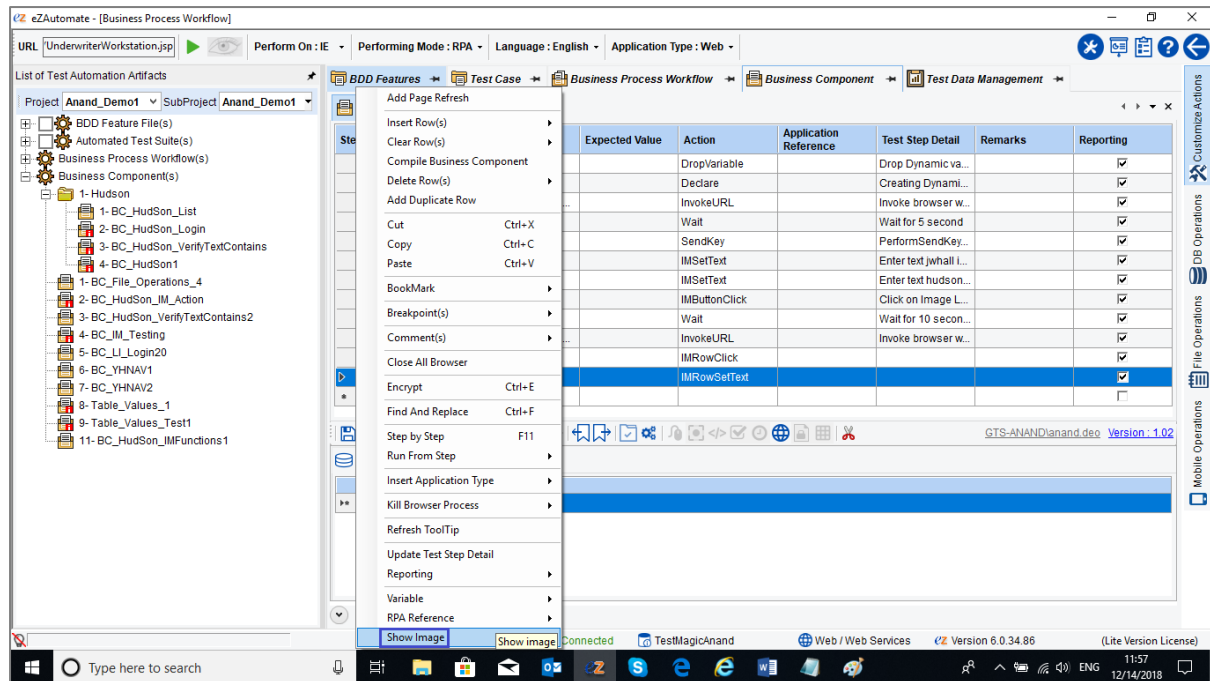 eZ eZAutomate - [Business Process Workflow]
URL 'UnderwriterWorkstation.jsp Perform On : IE Performing Mode : RPA Language : English Application Type : Web
List of Test Automation Artifacts
Project Anand_Demo1 SubProject Anand_Demo1
BDD Feature File(s)
Automated Test Suite(s)
Business Process Workflow(s)
Business Component(s)
1- Hudson
1- BC_HudSon_List
2- BC_HudSon_Login
3- BC_HudSon_VerifyTextContains
4- BC_HudSon1
1- BC_File_Operations_4
2- BC_HudSon_IM_Action
3- BC_HudSon_VerifyTextContains2
4- BC_IM_Testing
5- BC_LI_Login20
6- BC_YHNAV1
7- BC_YHNAV2
8- Table_Values_1
9- Table_Values_Test1
11- BC_HudSon_IMFunctions1
BDD Features Test Case Business Process Workflow Business Component Test Data Management
Add Page Refresh
Insert Row(s)
Clear Row(s)
Compile Business Component
Delete Row(s)
Add Duplicate Row
Cut Ctrl+X
Copy Ctrl+C
Paste Ctrl+V
BookMark
Breakpoint(s)
Comment(s)
Close All Browser
Encrypt Ctrl+E
Find And Replace Ctrl+F
Step by Step F11
Run From Step
Insert Application Type
Kill Browser Process
Refresh ToolTip
Update Test Step Detail
Reporting
Variable
RPA Reference
Show Image Show image
Ste Expected Value Action Application Reference Test Step Detail Remarks Reporting
DropVariable Drop Dynamic va...
Declare Creating Dynami...
InvokeURL Invoke browser w...
Wait Wait for 5 second
SendKey PerformSendKey...
IMSetText Enter text jwhall i...
IMSetText Enter text hudson...
IMButtonClick Click on Image L...
Wait Wait for 10 secon...
InvokeURL Invoke browser w...
IMRowClick
IMRowSetText
GTS-ANAND\anand.deo Version : 1.02
Customize Actions
DB Operations
File Operations
Mobile Operations
Connected TestMagicAnand Web / Web Services eZ Version 6.0.34.86 (Lite Version License)
Type here to search
ENG 11:57
12/14/2018